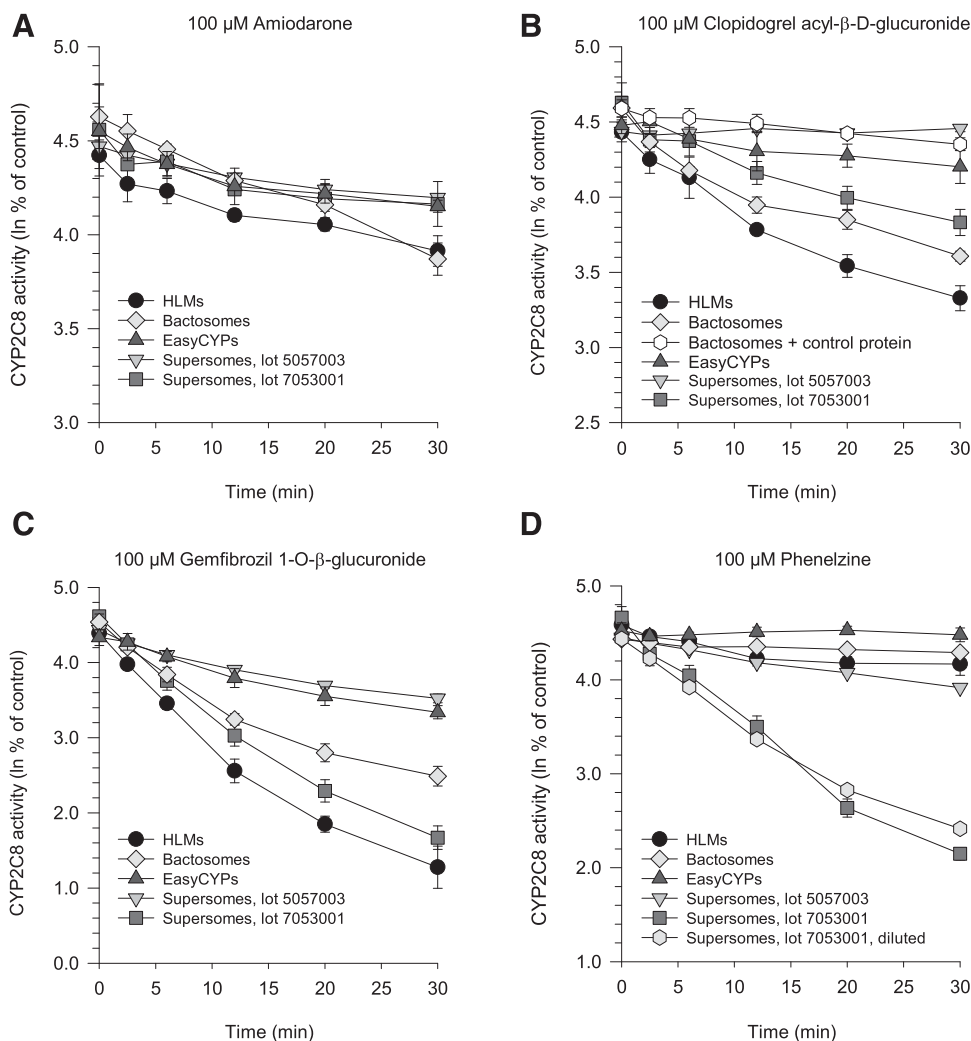 A
100 µM Amiodarone
CYP2C8 activity (ln % of control)
5.0
4.5
4.0
3.5
3.0
HLMs
Bactosomes
EasyCYPs
Supersomes, lot 5057003
Supersomes, lot 7053001
0 5 10 15 20 25 30
Time (min)
B
100 µM Clopidogrel acyl-β-D-glucuronide
CYP2C8 activity (ln % of control)
5.0
4.5
4.0
3.5
3.0
2.5
HLMs
Bactosomes
Bactosomes + control protein
EasyCYPs
Supersomes, lot 5057003
Supersomes, lot 7053001
0 5 10 15 20 25 30
Time (min)
C
100 µM Gemfibrozil 1-O-β-glucuronide
CYP2C8 activity (ln % of control)
5.0
4.0
3.0
2.0
1.0
0.0
HLMs
Bactosomes
EasyCYPs
Supersomes, lot 5057003
Supersomes, lot 7053001
0 5 10 15 20 25 30
Time (min)
D
100 µM Phenelzine
CYP2C8 activity (ln % of control)
5.0
4.0
3.0
2.0
1.0
HLMs
Bactosomes
EasyCYPs
Supersomes, lot 5057003
Supersomes, lot 7053001
Supersomes, lot 7053001, diluted
0 5 10 15 20 25 30
Time (min)